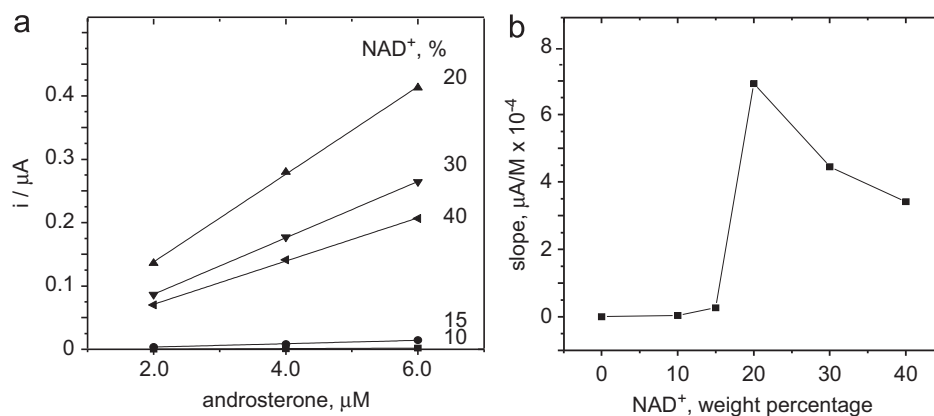 a
NAD⁺, %
20
30
40
15
10
0.4
0.3
0.2
0.1
0
i / μA
2.0 4.0 6.0
androsterone, μM
b
8
6
4
2
0
slope, μA/M x 10⁻⁴
0 10 20 30 40
NAD⁺, weight percentage